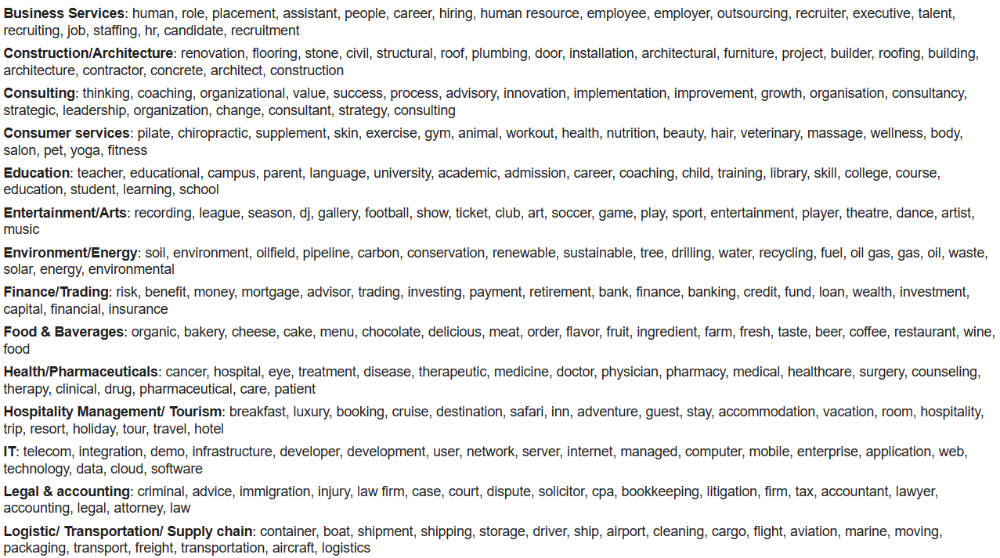 Business Services: human, role, placement, assistant, people, career, hiring, human resource, employee, employer, outsourcing, recruiter, executive, talent,
recruiting, job, staffing, hr, candidate, recruitment
Construction/Architecture: renovation, flooring, stone, civil, structural, roof, plumbing, door, installation, architectural, furniture, project, builder, roofing, building,
architecture, contractor, concrete, architect, construction
Consulting: thinking, coaching, organizational, value, success, process, advisory, innovation, implementation, improvement, growth, organisation, consultancy,
strategic, leadership, organization, change, consultant, strategy, consulting
Consumer services: pilate, chiropractic, supplement, skin, exercise, gym, animal, workout, health, nutrition, beauty, hair, veterinary, massage, wellness, body,
salon, pet, yoga, fitness
Education: teacher, educational, campus, parent, language, university, academic, admission, career, coaching, child, training, library, skill, college, course,
education, student, learning, school
Entertainment/Arts: recording, league, season, dj, gallery, football, show, ticket, club, art, soccer, game, play, sport, entertainment, player, theatre, dance, artist,
music
Environment/Energy: soil, environment, oilfield, pipeline, carbon, conservation, renewable, sustainable, tree, drilling, water, recycling, fuel, oil gas, gas, oil, waste,
solar, energy, environmental
Finance/Trading: risk, benefit, money, mortgage, advisor, trading, investing, payment, retirement, bank, finance, banking, credit, fund, loan, wealth, investment,
capital, financial, insurance
Food & Baverages: organic, bakery, cheese, cake, menu, chocolate, delicious, meat, order, flavor, fruit, ingredient, farm, fresh, taste, beer, coffee, restaurant, wine,
food
Health/Pharmaceuticals: cancer, hospital, eye, treatment, disease, therapeutic, medicine, doctor, physician, pharmacy, medical, healthcare, surgery, counseling,
therapy, clinical, drug, pharmaceutical, care, patient
Hospitality Management/ Tourism: breakfast, luxury, booking, cruise, destination, safari, inn, adventure, guest, stay, accommodation, vacation, room, hospitality,
trip, resort, holiday, tour, travel, hotel
IT: telecom, integration, demo, infrastructure, developer, development, user, network, server, internet, managed, computer, mobile, enterprise, application, web,
technology, data, cloud, software
Legal & accounting: criminal, advice, immigration, injury, law firm, case, court, dispute, solicitor, cpa, bookkeeping, litigation, firm, tax, accountant, lawyer,
accounting, legal, attorney, law
Logistic/ Transportation/ Supply chain: container, boat, shipment, shipping, storage, driver, ship, airport, cleaning, cargo, flight, aviation, marine, moving,
packaging, transport, freight, transportation, aircraft, logistics